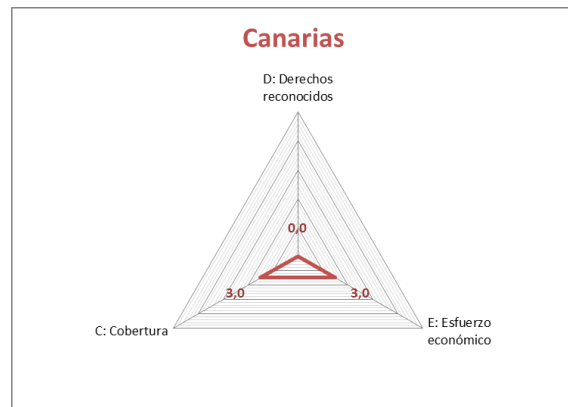 Canarias
D: Derechos
reconocidos
0,0
3,0
3,0
C: Cobertura
E: Esfuerzo
económico